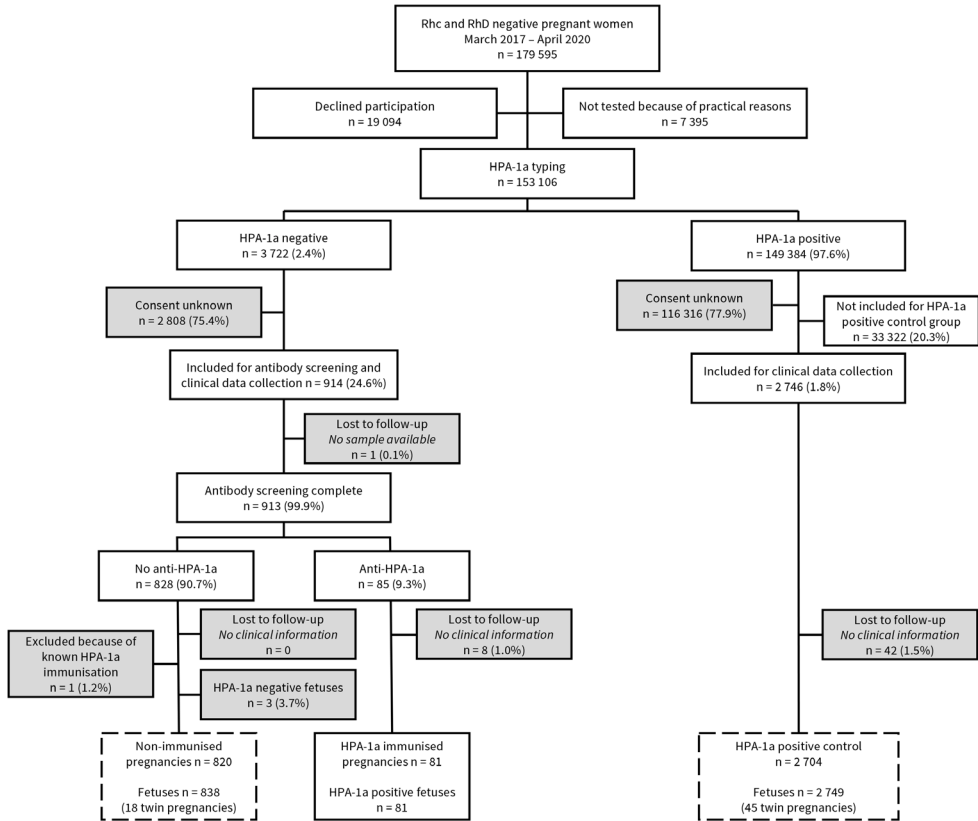 Rhc and RhD negative pregnant women
March 2017 – April 2020
n = 179 595
Declined participation
n = 19 094
Not tested because of practical reasons
n = 7 395
HPA-1a typing
n = 153 106
HPA-1a negative
n = 3 722 (2.4%)
HPA-1a positive
n = 149 384 (97.6%)
Consent unknown
n = 2 808 (75.4%)
Consent unknown
n = 116 316 (77.9%)
Not included for HPA-1a
positive control group
n = 33 322 (20.3%)
Included for antibody screening and
clinical data collection n = 914 (24.6%)
Included for clinical data collection
n = 2 746 (1.8%)
Lost to follow-up
No sample available
n = 1 (0.1%)
Antibody screening complete
n = 913 (99.9%)
No anti-HPA-1a
n = 828 (90.7%)
Anti-HPA-1a
n = 85 (9.3%)
Lost to follow-up
No clinical information
n = 0
Lost to follow-up
No clinical information
n = 8 (1.0%)
Lost to follow-up
No clinical information
n = 42 (1.5%)
Excluded because of
known HPA-1a
immunisation
n = 1 (1.2%)
HPA-1a negative fetuses
n = 3 (3.7%)
Non-immunised
pregnancies n = 820
Fetuses n = 838
(18 twin pregnancies)
HPA-1a immunised
pregnancies n = 81
HPA-1a positive fetuses
n = 81
HPA-1a positive control
n = 2 704
Fetuses n = 2 749
(45 twin pregnancies)